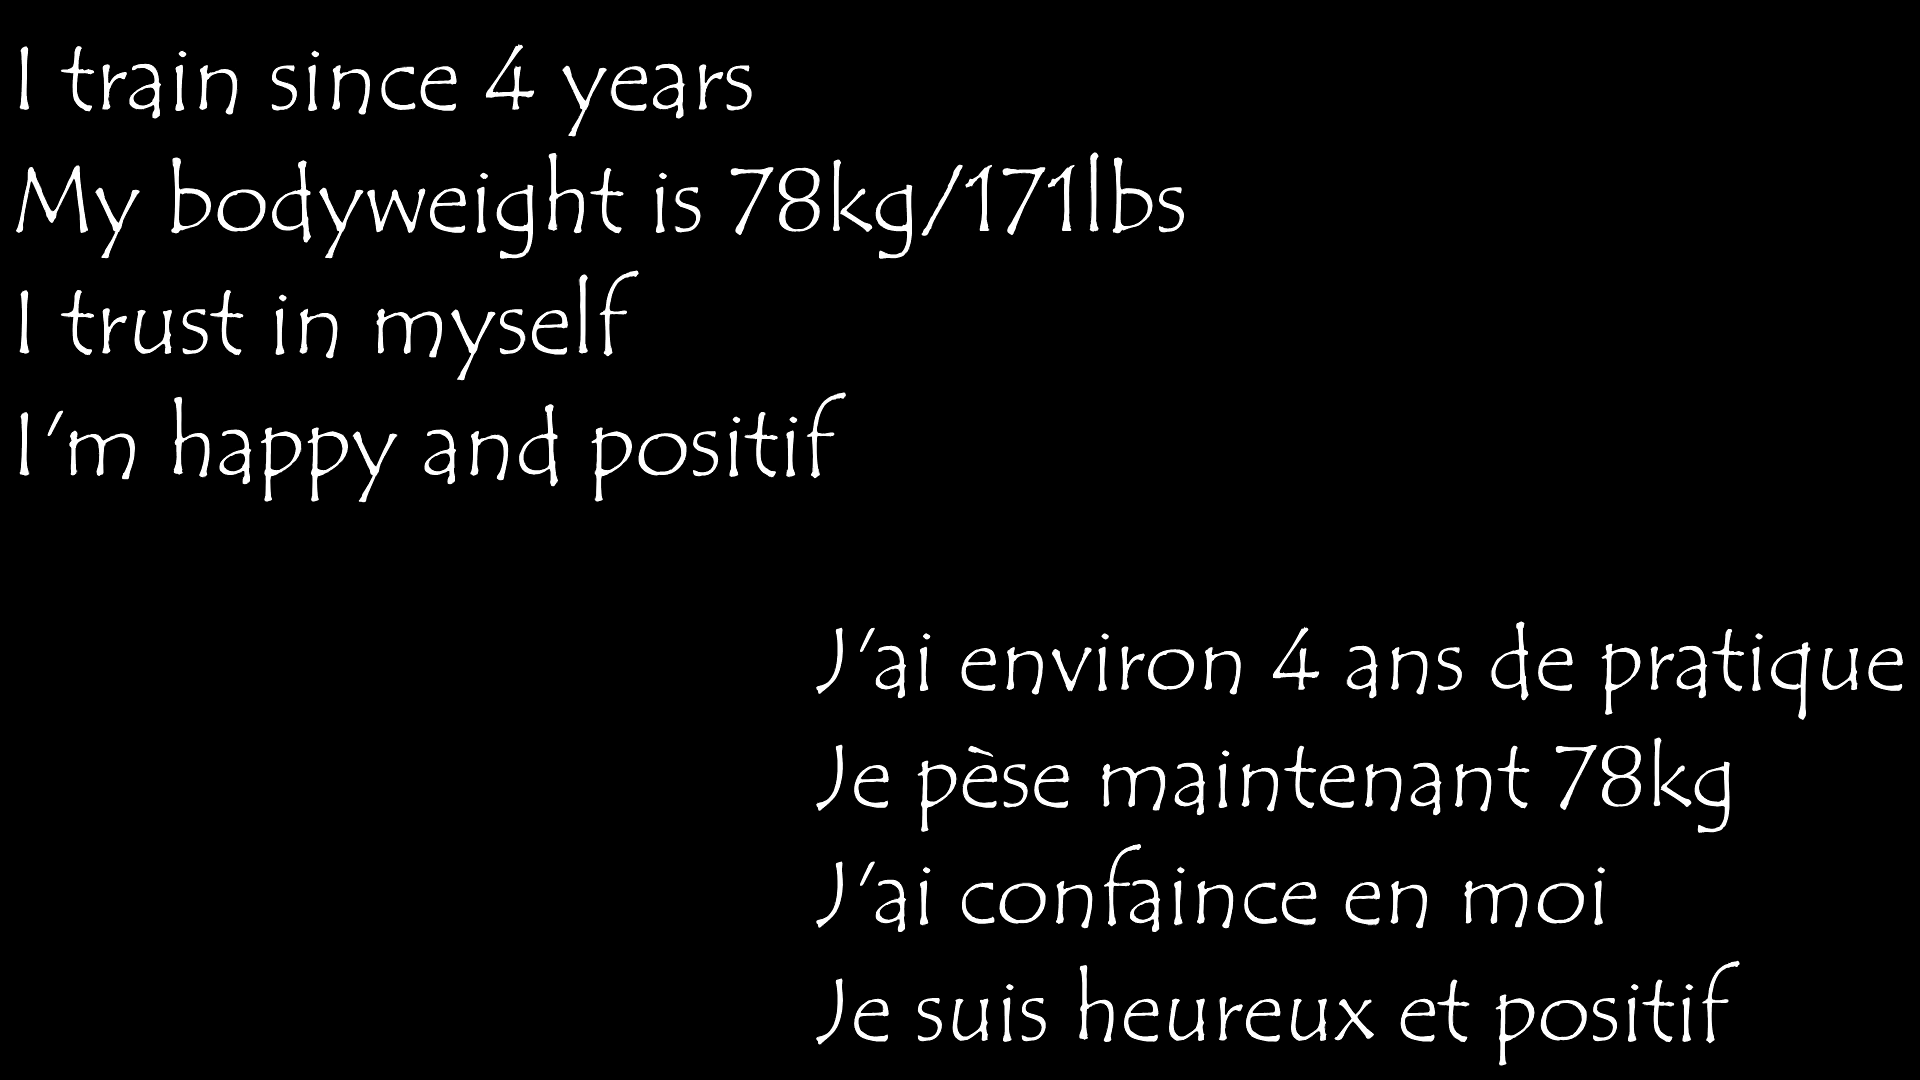 I train since 4 years
My bodyweight is 78kg/171lbs
I trust in myself
I'm happy and positif
J'ai environ 4 ans de pratique
Je pèse maintenant 78kg
J'ai confaince en moi
Je suis heureux et positif